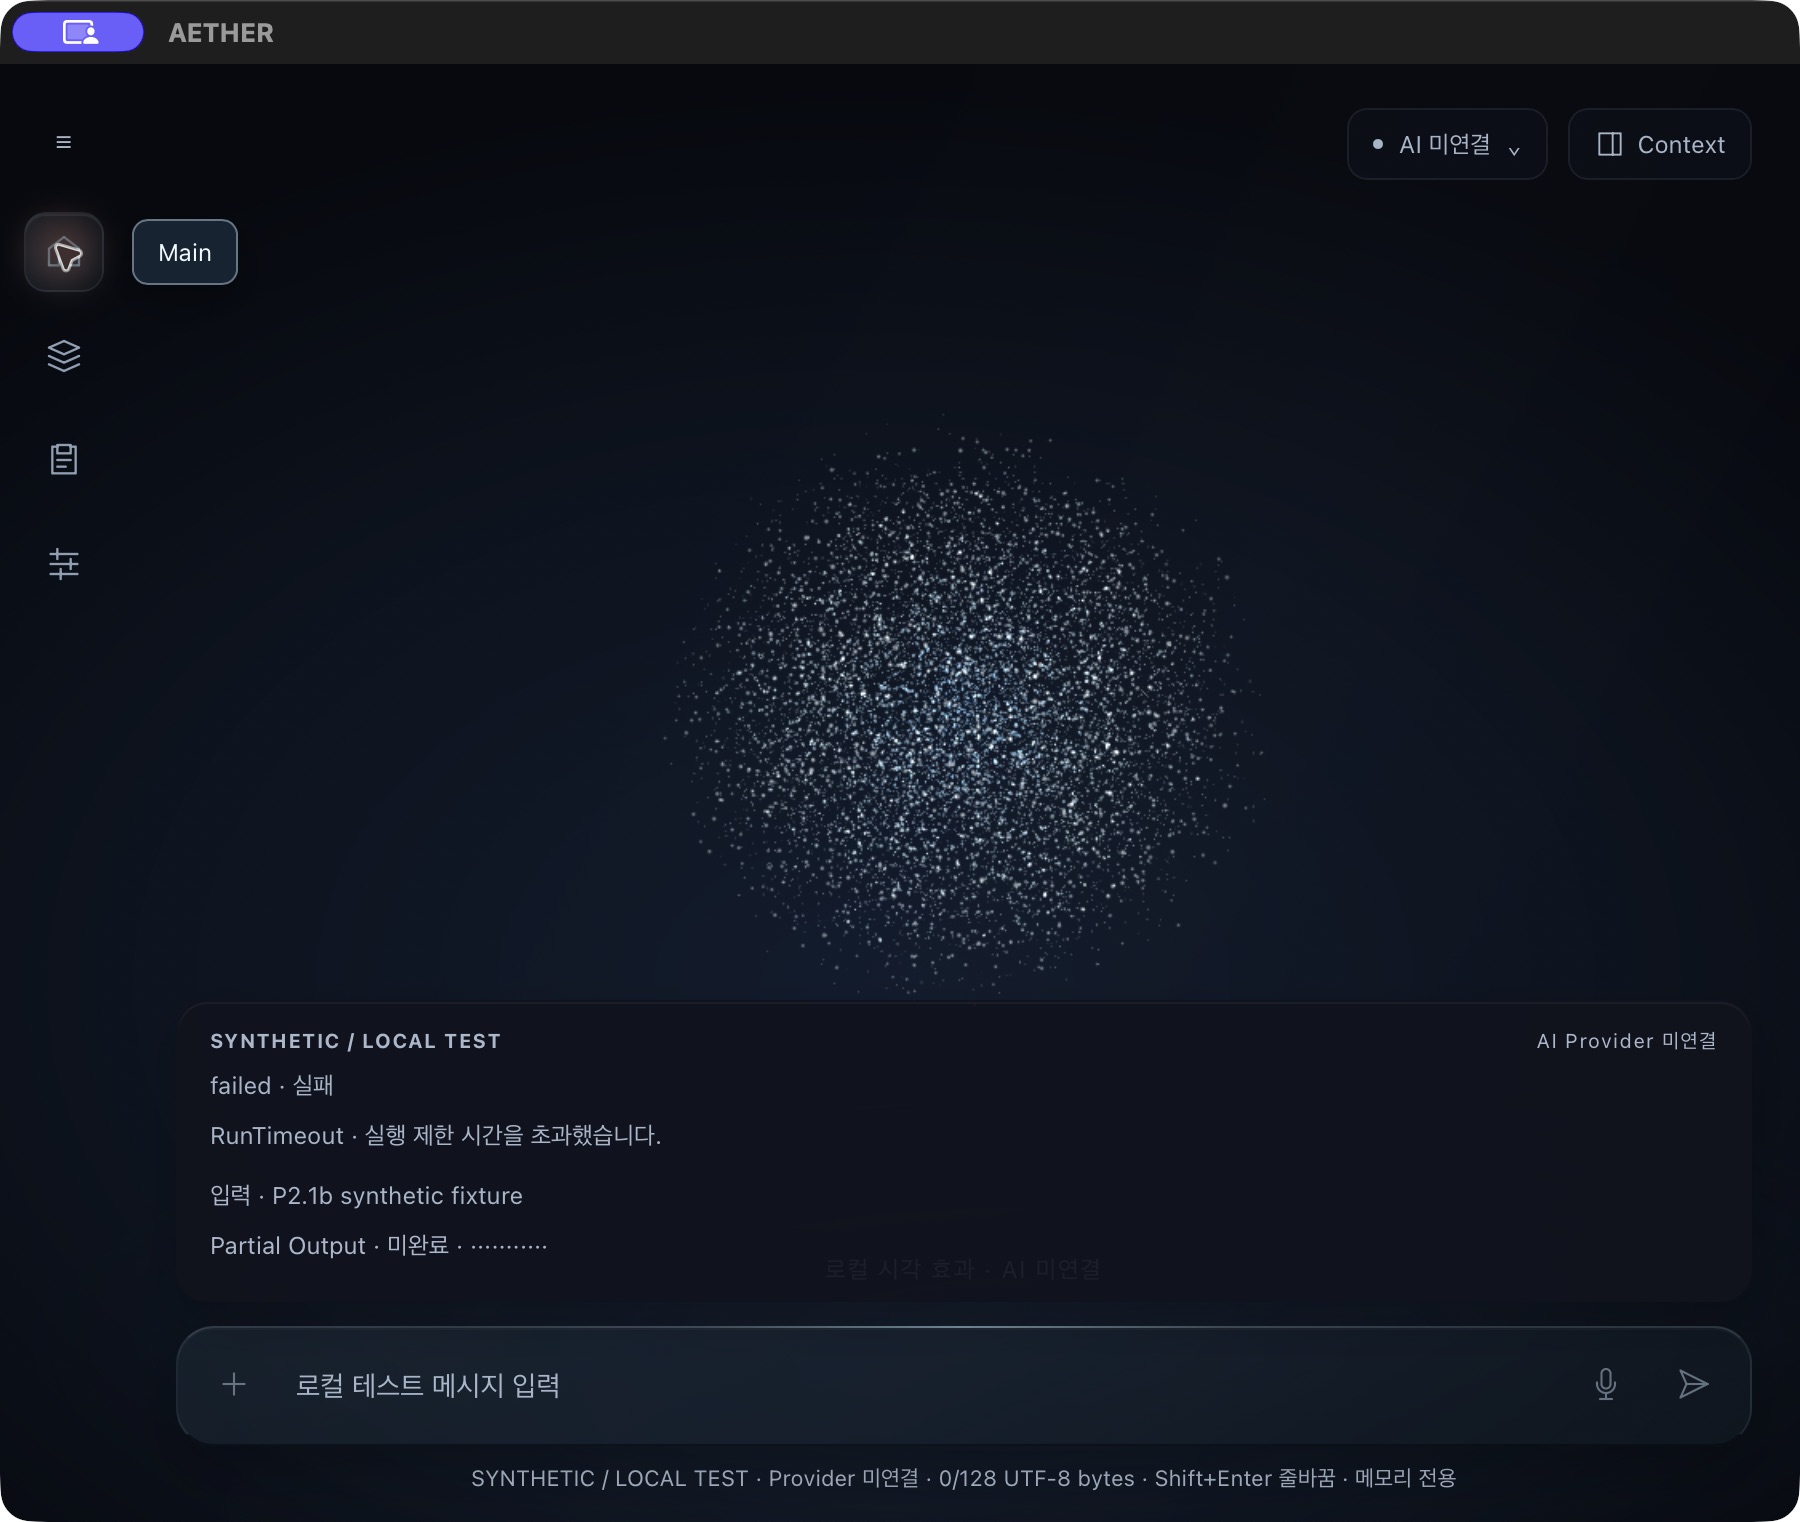 AETHER
AI 미연결
Context
Main
SYNTHETIC / LOCAL TEST
AI Provider 미연결
failed · 실패
RunTimeout · 실행 제한 시간을 초과했습니다.
입력 · P2.1b synthetic fixture
Partial Output · 미완료 · ···········
로컬 시각 효과 · AI 미연결
로컬 테스트 메시지 입력
SYNTHETIC / LOCAL TEST · Provider 미연결 · 0/128 UTF-8 bytes · Shift+Enter 줄바꿈 · 메모리 전용